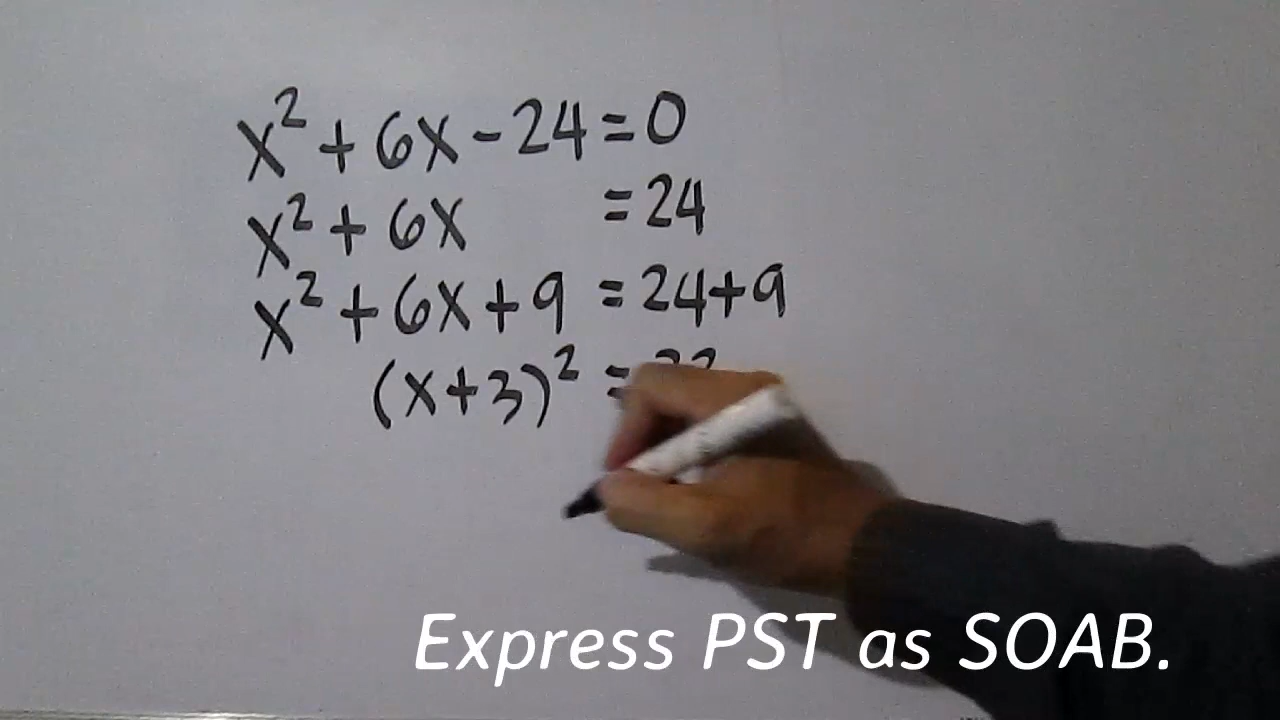 x² + 6x - 24 = 0
x² + 6x = 24
x² + 6x + 9 = 24 + 9
(x + 3)² =
Express PST as SOAB.